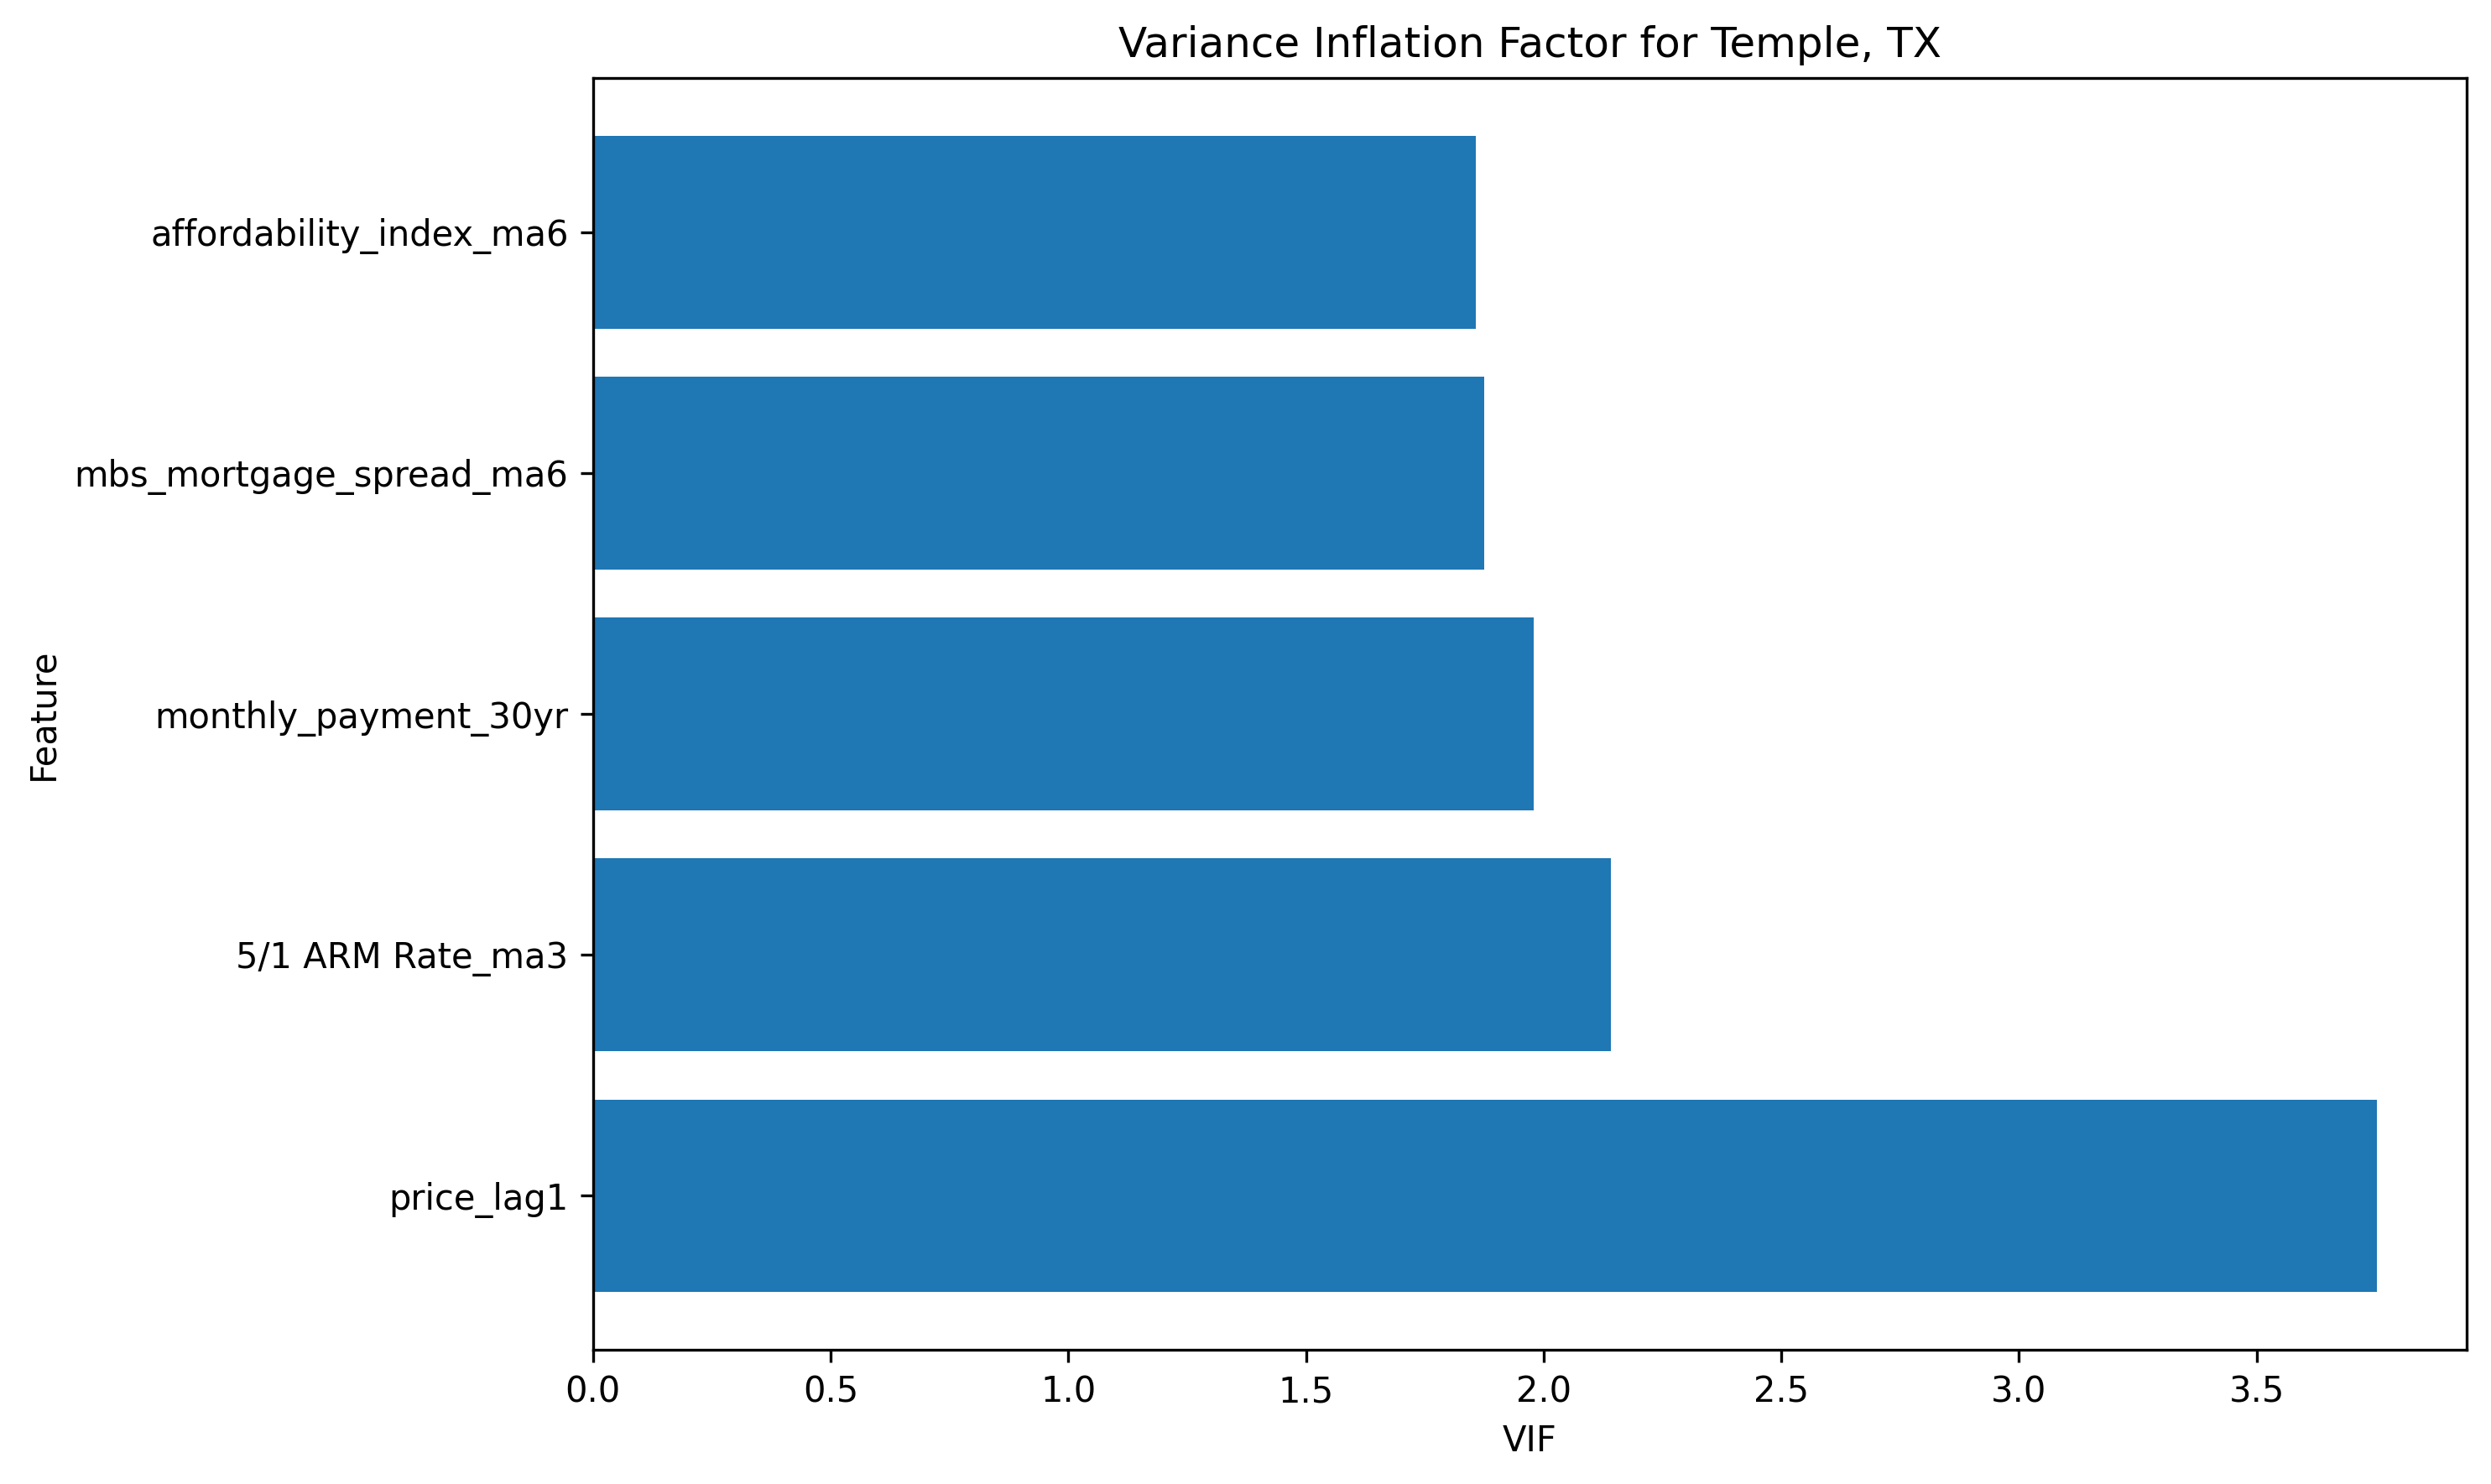 Variance Inflation Factor for Temple, TX
affordability_index_ma6
mbs_mortgage_spread_ma6
monthly_payment_30yr
5/1 ARM Rate_ma3
price_lag1
Feature
0.0 0.5 1.0 1.5 2.0 2.5 3.0 3.5
VIF